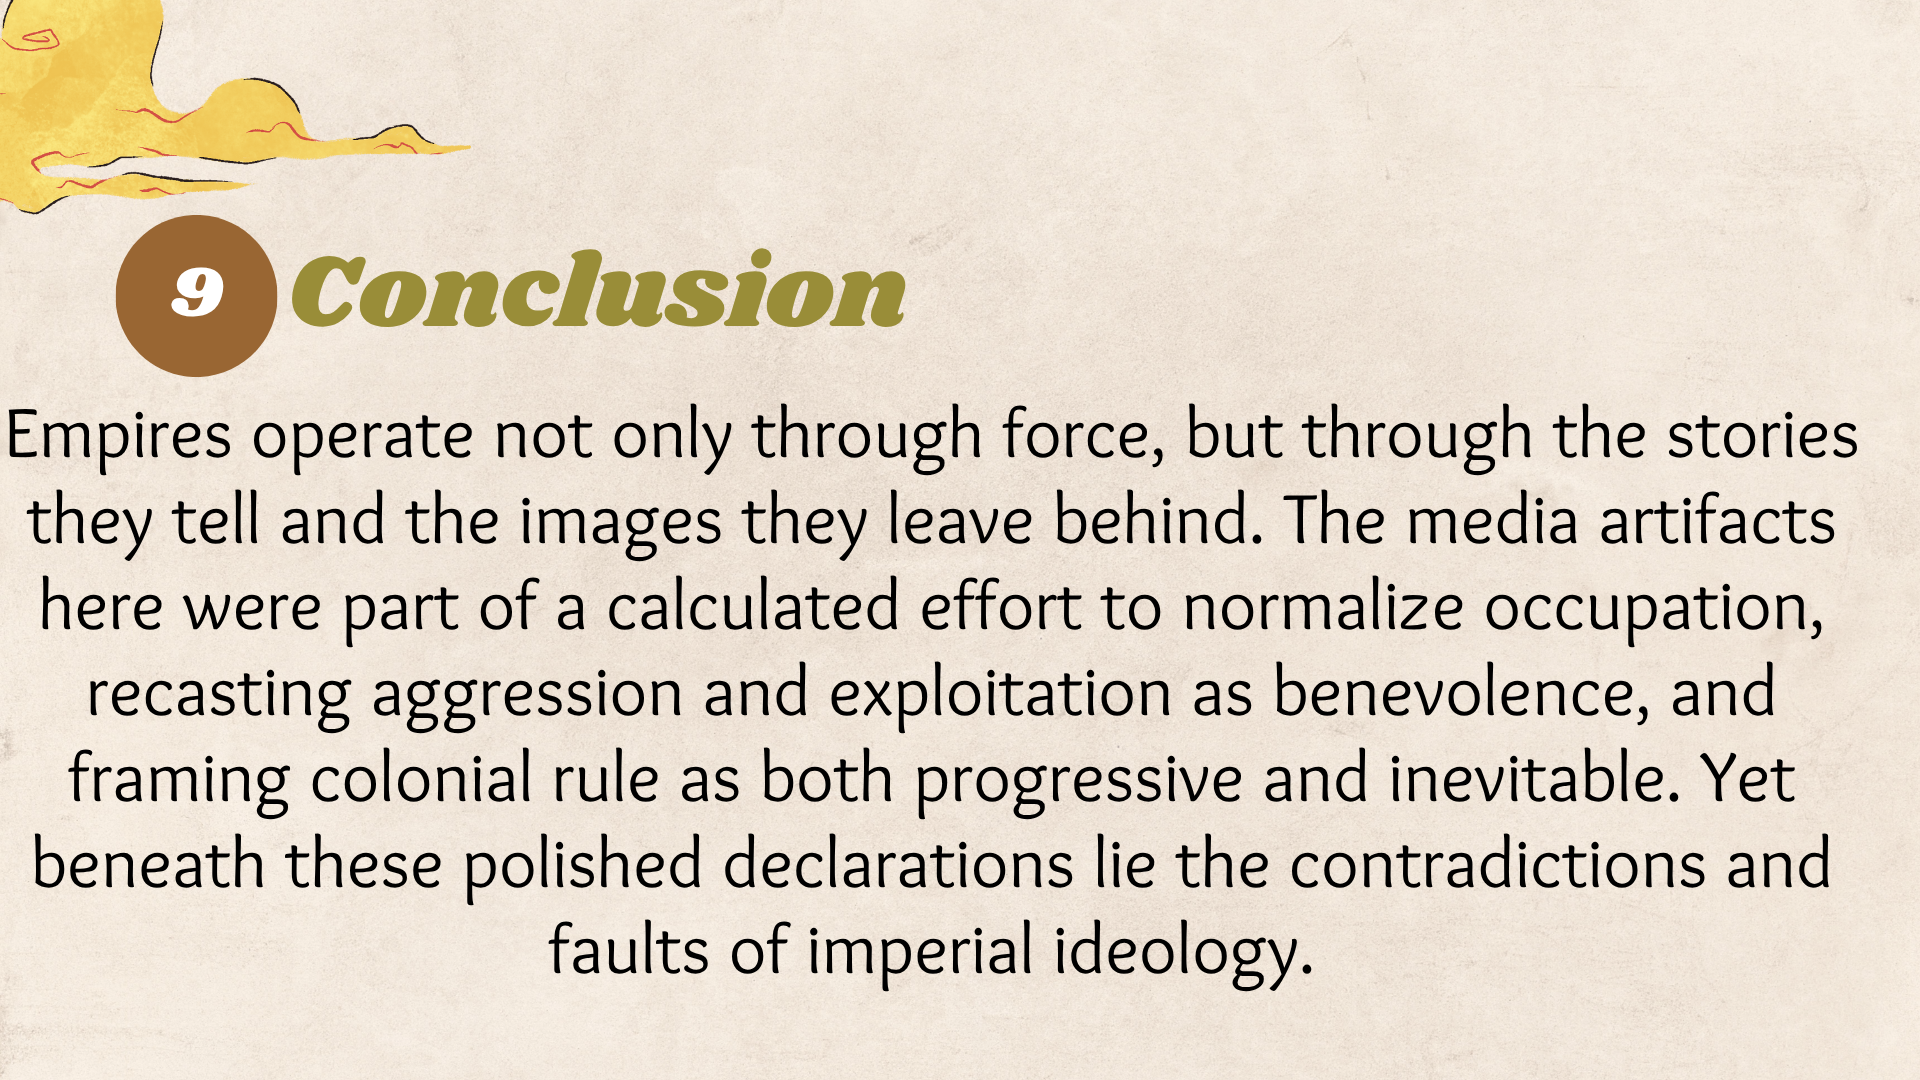 9 Conclusion
Empires operate not only through force, but through the stories
they tell and the images they leave behind. The media artifacts
here were part of a calculated effort to normalize occupation,
recasting aggression and exploitation as benevolence, and
framing colonial rule as both progressive and inevitable. Yet
beneath these polished declarations lie the contradictions and
faults of imperial ideology.